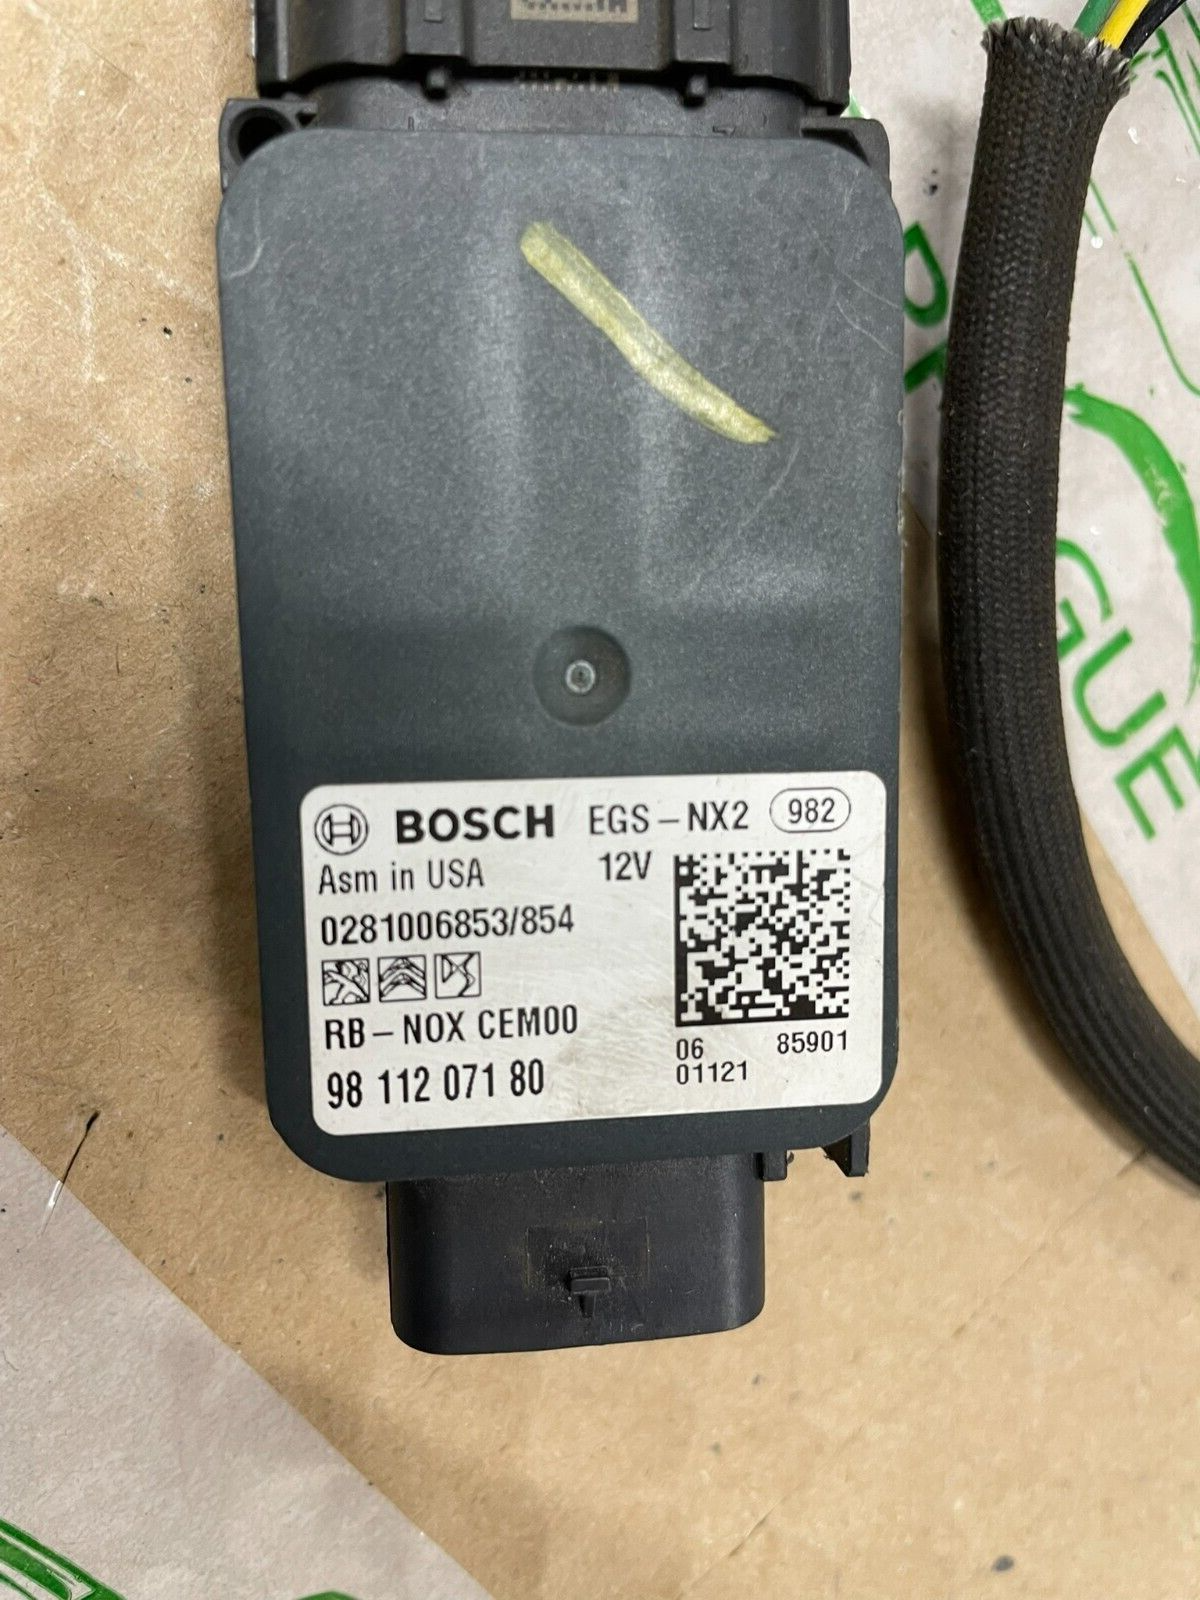 BOSCH EGS-NX2 982
Asm in USA 12V
0281006853/854
RB-NOX CEM00
98 112 071 80
06 85901
01121
GUE